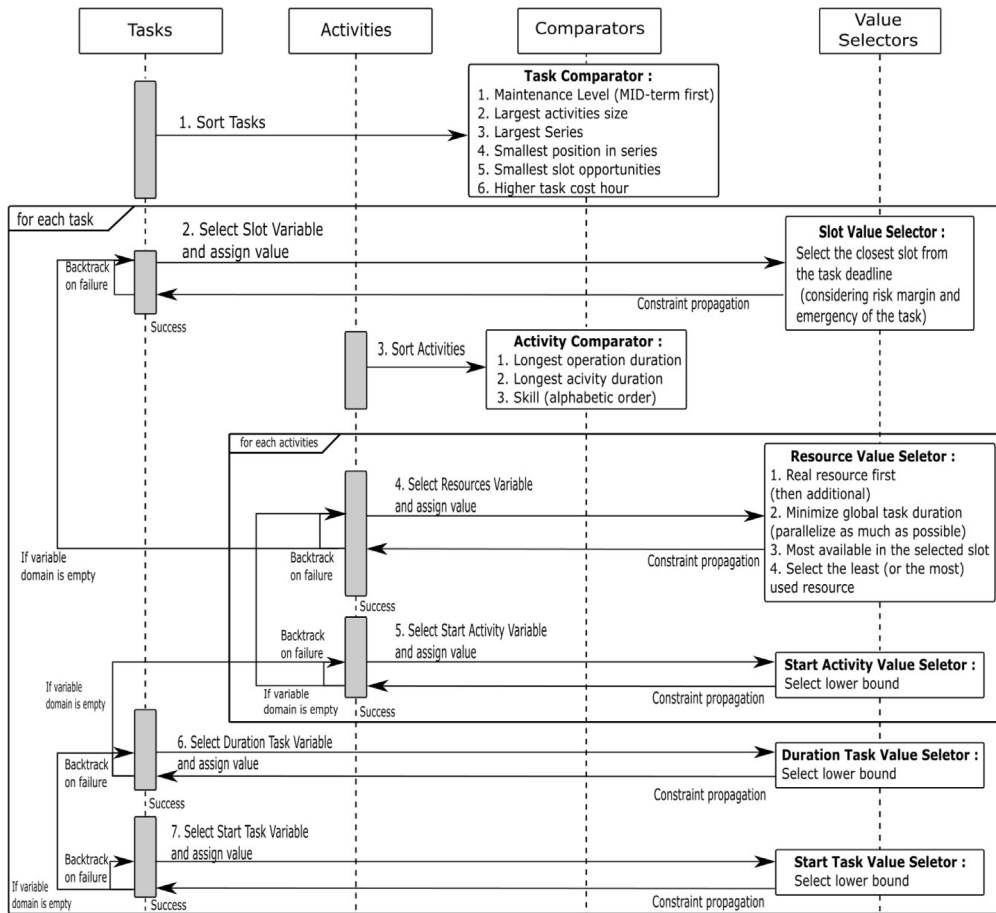 Tasks
Activities
Comparators
Value
Selectors
Task Comparator :
1. Maintenance Level (MID-term first)
2. Largest activities size
3. Largest Series
4. Smallest position in series
5. Smallest slot opportunities
6. Higher task cost hour
1. Sort Tasks
for each task
2. Select Slot Variable
and assign value
Slot Value Selector :
Select the closest slot from
the task deadline
(considering risk margin and
emergency of the task)
Backtrack
on failure
Constraint propagation
Success
3. Sort Activities
Activity Comparator :
1. Longest operation duration
2. Longest acivity duration
3. Skill (alphabetic order)
for each activities
4. Select Resources Variable
and assign value
Resource Value Seletor :
1. Real resource first
(then additional)
2. Minimize global task duration
(parallelize as much as possible)
3. Most available in the selected slot
4. Select the least (or the most)
used resource
If variable
domain is empty
Backtrack
on failure
Constraint propagation
Success
5. Select Start Activity Variable
and assign value
Backtrack
on failure
Start Activity Value Seletor :
Select lower bound
If variable
domain is empty
If variable
domain is empty
Constraint propagation
Success
6. Select Duration Task Variable
and assign value
Duration Task Value Seletor :
Select lower bound
Backtrack
on failure
Constraint propagation
Success
7. Select Start Task Variable
and assign value
Start Task Value Seletor :
Select lower bound
Backtrack
on failure
If variable
domain is empty
Constraint propagation
Success